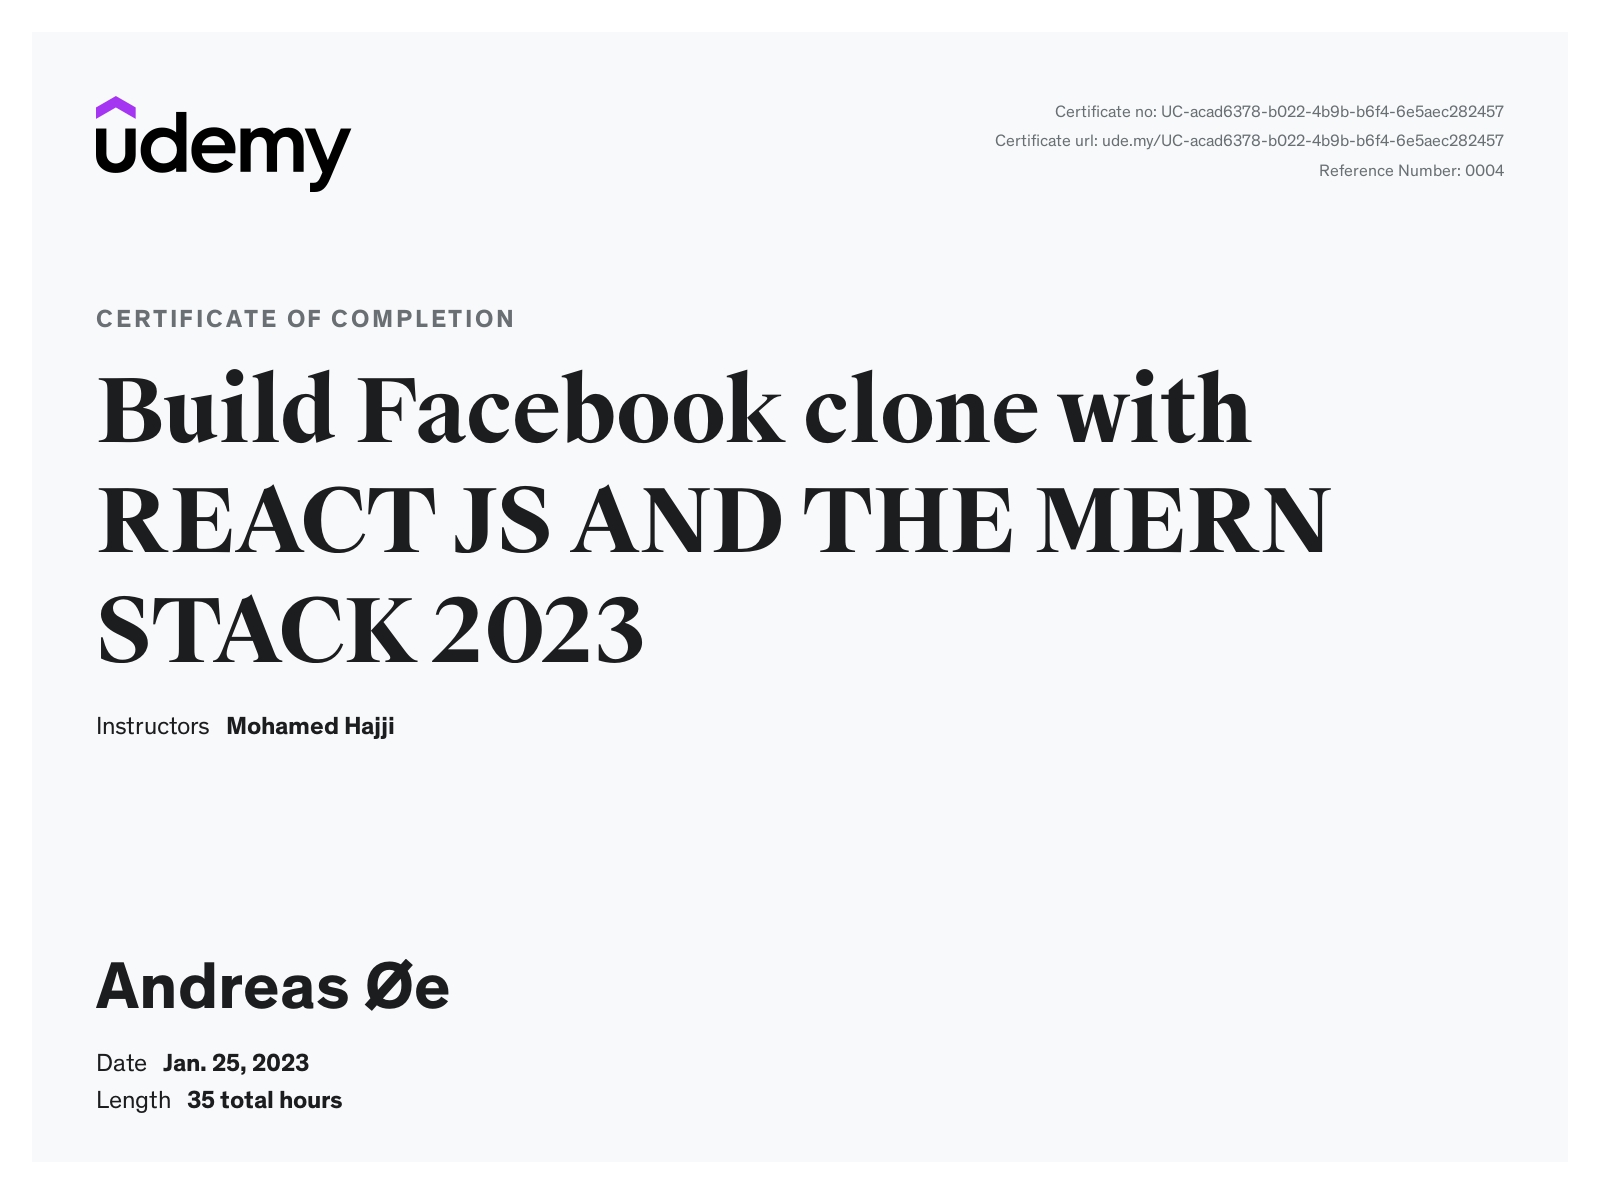 udemy
Certificate no: UC-acad6378-b022-4b9b-b6f4-6e5aec282457
Certificate url: ude.my/UC-acad6378-b022-4b9b-b6f4-6e5aec282457
Reference Number: 0004
CERTIFICATE OF COMPLETION
Build Facebook clone with
REACT JS AND THE MERN
STACK 2023
Instructors Mohamed Hajji
Andreas Øe
Date Jan. 25, 2023
Length 35 total hours